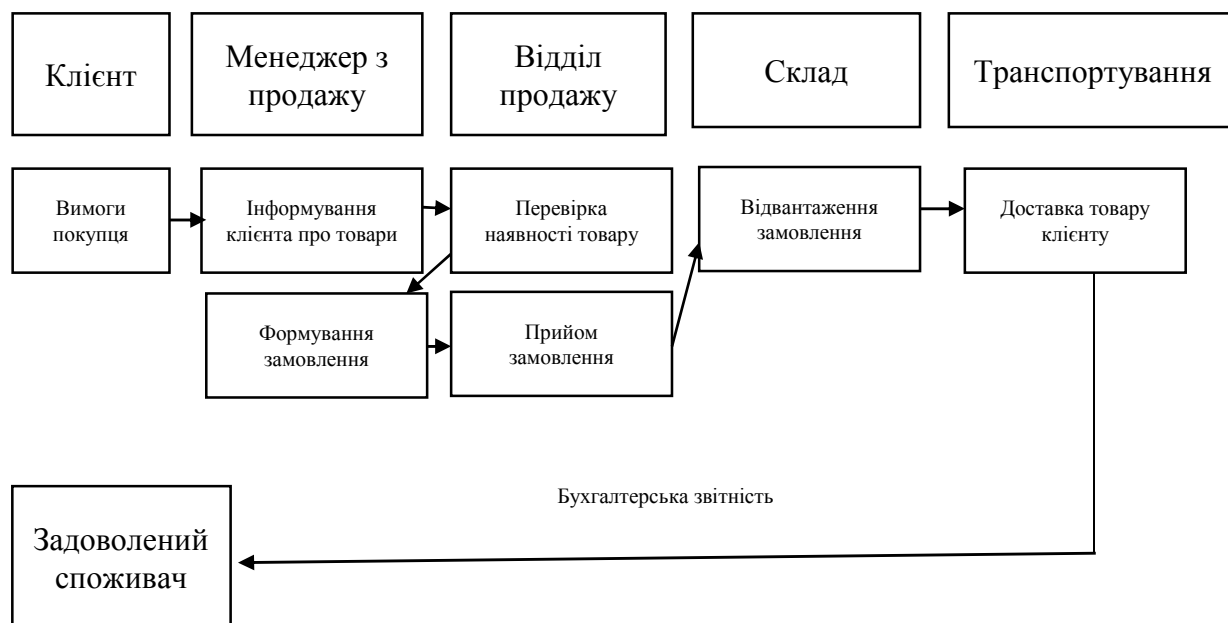 Клієнт
Менеджер з
продажу
Відділ
продажу
Склад
Транспортування
Вимоги
покупця
Інформування
клієнта про товари
Перевірка
наявності товару
Відвантаження
замовлення
Доставка товару
клієнту
Формування
замовлення
Прийом
замовлення
Бухгалтерська звітність
Задоволений
споживач